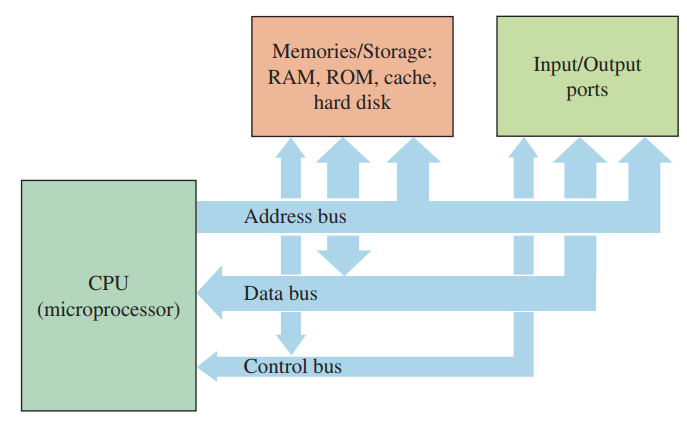 Memories/Storage:
RAM, ROM, cache,
hard disk
Input/Output
ports
Address bus
CPU
(microprocessor)
Data bus
Control bus